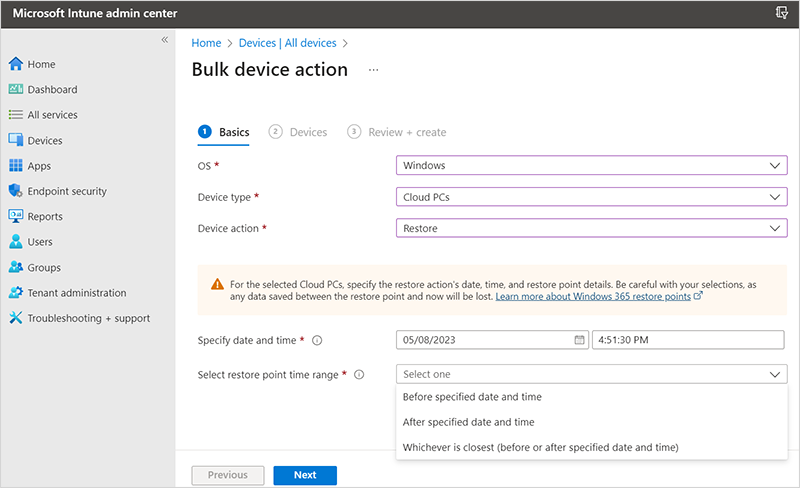 Microsoft Intune admin center
Home
Dashboard
All services
Devices
Apps
Endpoint security
Reports
Users
Groups
Tenant administration
Troubleshooting + support
Home > Devices | All devices >
Bulk device action ...
1 Basics 2 Devices 3 Review + create
OS * Windows
Device type * Cloud PCs
Device action * Restore
For the selected Cloud PCs, specify the restore action's date, time, and restore point details. Be careful with your selections, as
any data saved between the restore point and now will be lost. Learn more about Windows 365 restore points
Specify date and time * 05/08/2023 4:51:30 PM
Select restore point time range * Select one
Before specified date and time
After specified date and time
Whichever is closest (before or after specified date and time)
Previous Next